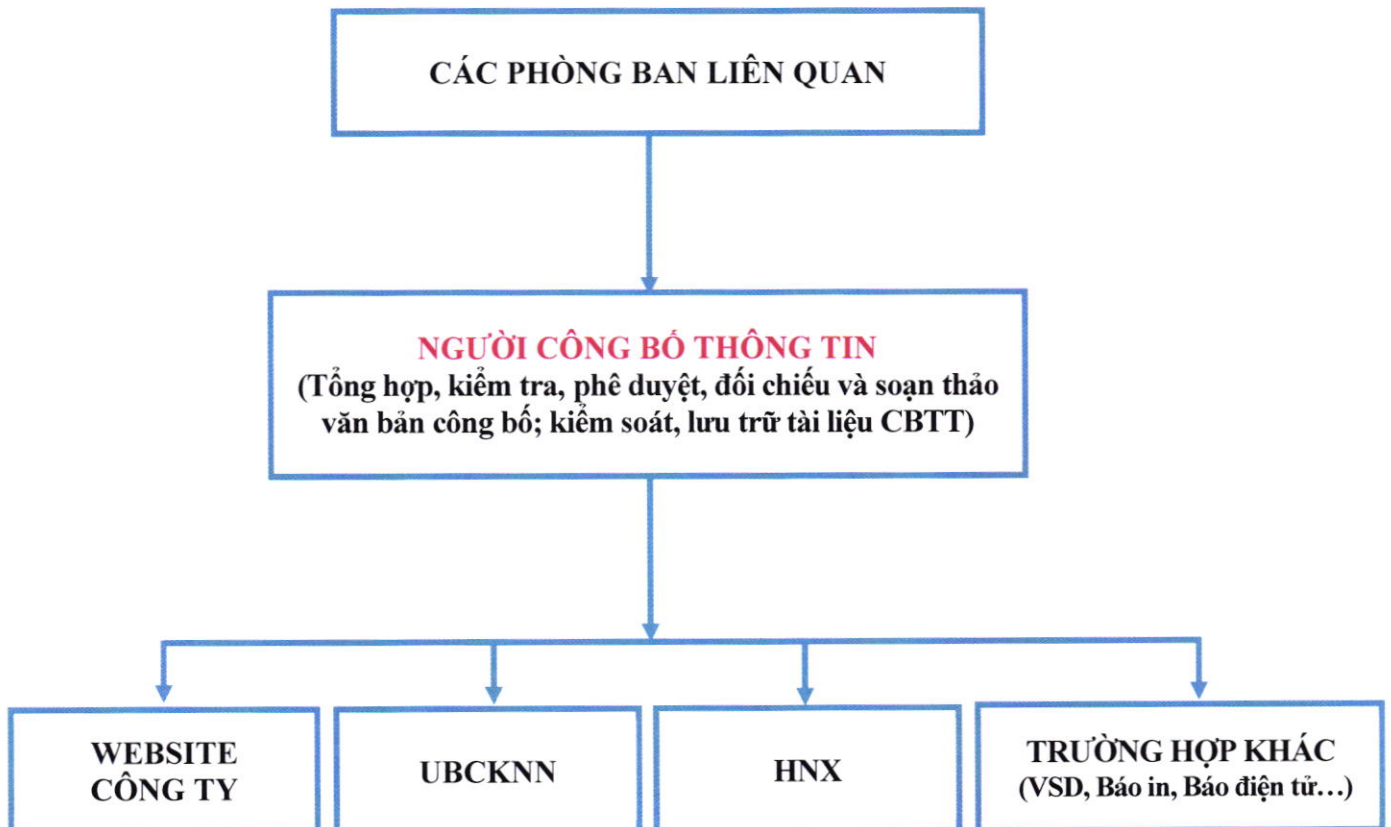 CÁC PHÒNG BAN LIÊN QUAN
NGƯỜI CÔNG BỐ THÔNG TIN
(Tổng hợp, kiểm tra, phê duyệt, đối chiếu và soạn thảo
văn bản công bố; kiểm soát, lưu trữ tài liệu CBTT)
WEBSITE
CÔNG TY
UBCKNN
HNX
TRƯỜNG HỢP KHÁC
(VSD, Báo in, Báo điện tử…)